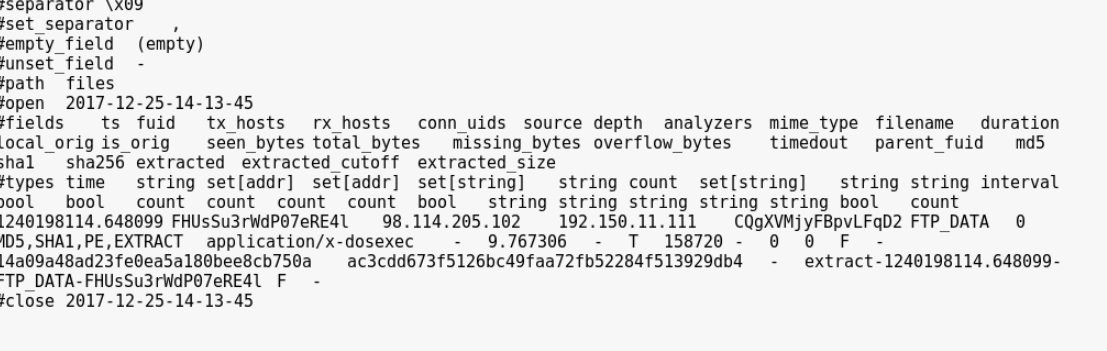 #separator \x09
#set_separator ,
#empty_field (empty)
#unset_field -
#path files
#open 2017-12-25-14-13-45
#fields ts fuid tx_hosts rx_hosts conn_uids source depth analyzers mime_type filename duration
local_orig is_orig seen_bytes total_bytes missing_bytes overflow_bytes timedout parent_fuid md5
sha1 sha256 extracted extracted_cutoff extracted_size
#types time string set[addr] set[addr] set[string] string count set[string] string string interval
bool bool count count count count bool string string string string string bool count
1240198114.648099 FHUsSu3rWdP07eRE4l 98.114.205.102 192.150.11.111 CQgXVMjyFBpvLFqD2 FTP_DATA 0
MD5,SHA1,PE,EXTRACT application/x-dosexec - 9.767306 - T 158720 - 0 0 F -
14a09a48ad23fe0ea5a180bee8cb750a ac3cdd673f5126bc49faa72fb52284f513929db4 - extract-1240198114.648099-
FTP_DATA-FHUsSu3rWdP07eRE4l F -
#close 2017-12-25-14-13-45